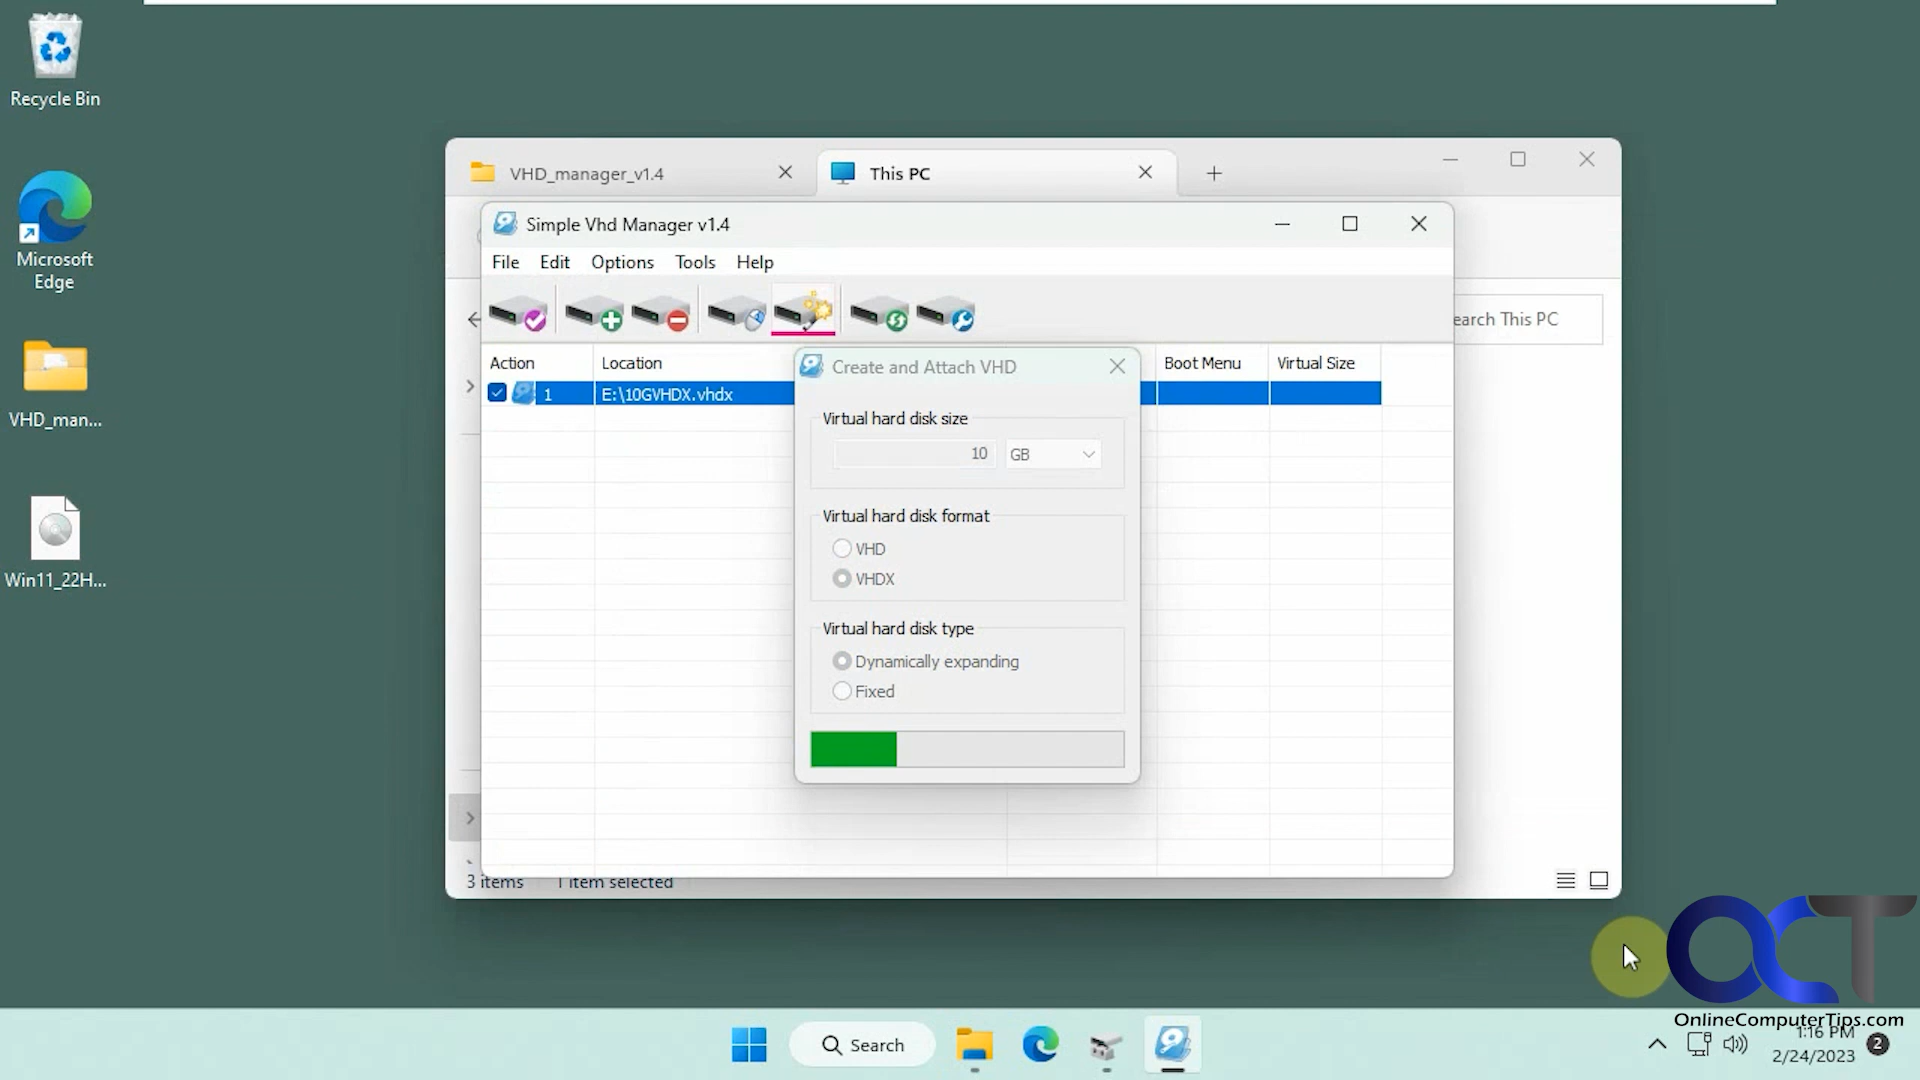 Recycle Bin
Microsoft
Edge
VHD_man...
Win11_22H...
VHD_manager_v1.4
This PC
Simple Vhd Manager v1.4
File Edit Options Tools Help
earch This PC
Action Location Boot Menu Virtual Size
1 E:\10GVHDX.vhdx
Create and Attach VHD
Virtual hard disk size
10 GB
Virtual hard disk format
VHD
VHDX
Virtual hard disk type
Dynamically expanding
Fixed
3 items 1 item selected
OCT
OnlineComputerTips.com
Search
1:16 PM
2/24/2023
2